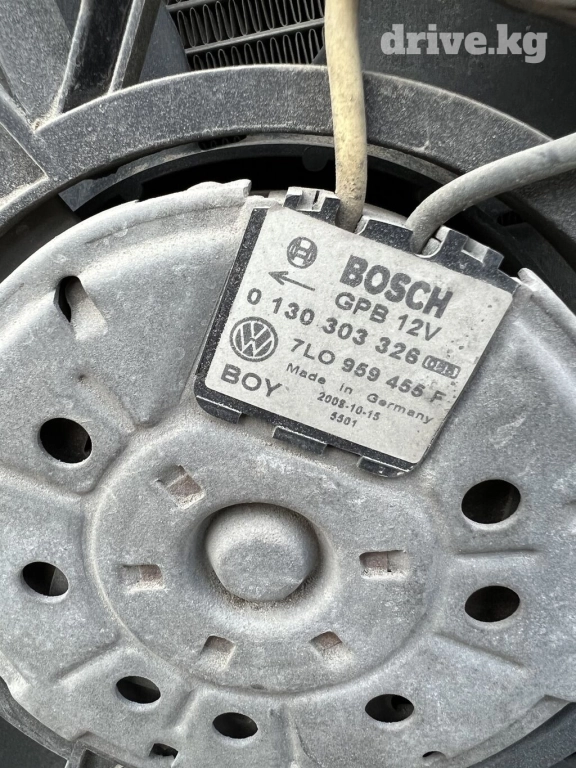 drive.kg
BOSCH
GPB 12V
0 130 303 326
7L0 959 455 F
BOY Made in Germany
2008-10-15
5501